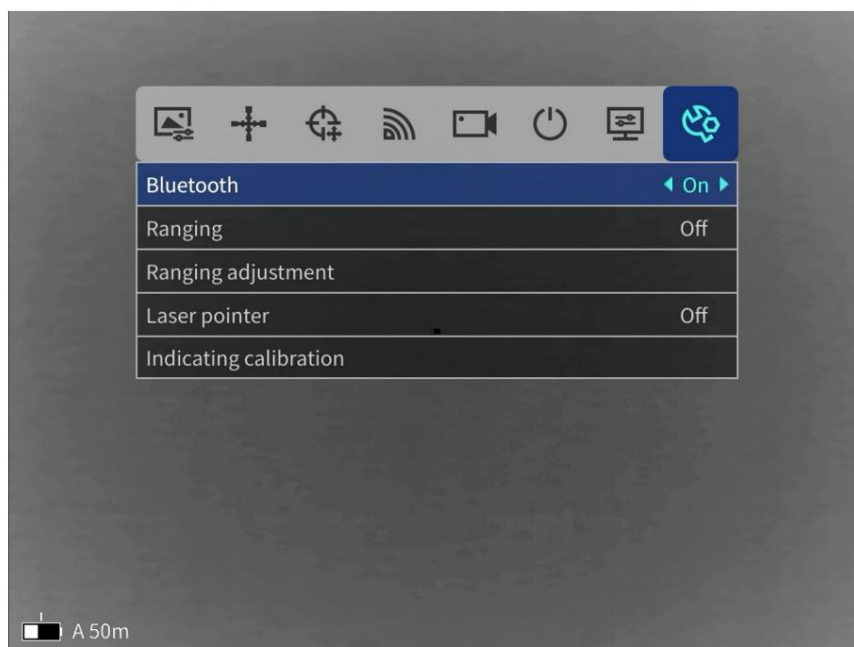 Bluetooth On
Ranging Off
Ranging adjustment
Laser pointer Off
Indicating calibration
A 50m